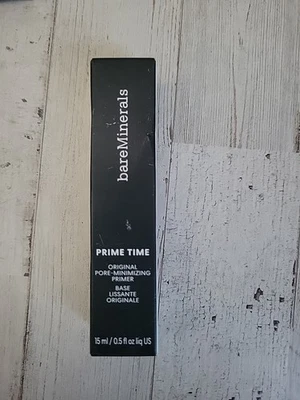 bareMinerals
PRIME TIME
ORIGINAL
PORE-MINIMIZING
PRIMER
BASE
LISSANTE
ORIGINALE
15 ml / 0.5 fl oz liq US